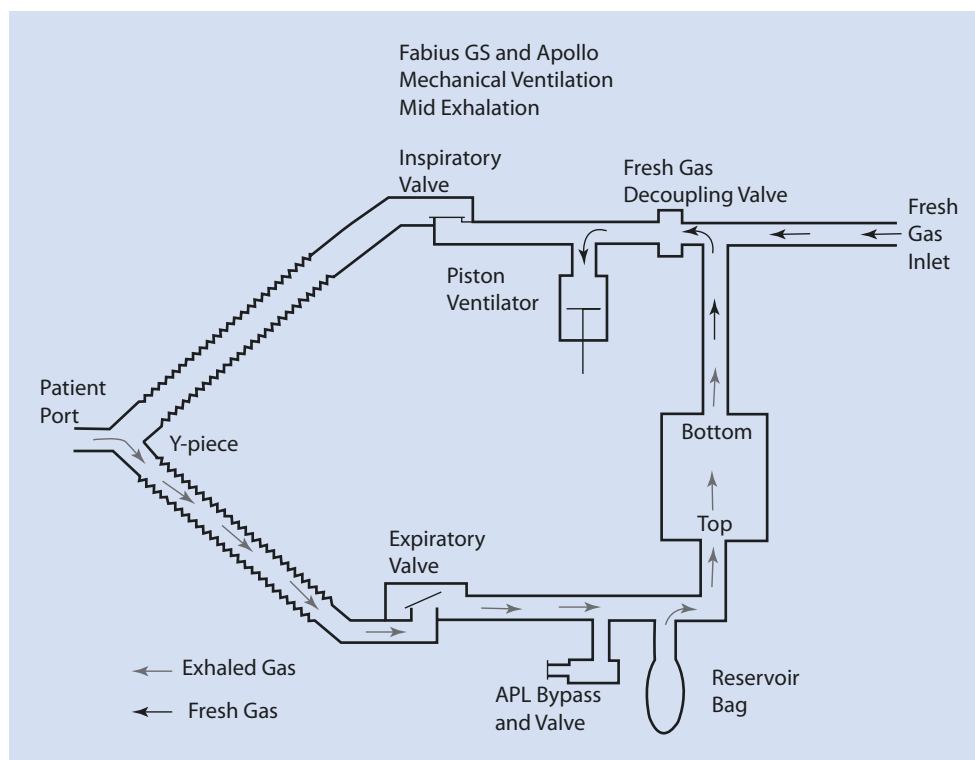 Fabius GS and Apollo
Mechanical Ventilation
Mid Exhalation
Inspiratory
Valve
Fresh Gas
Decoupling Valve
Fresh
Gas
Inlet
Piston
Ventilator
Patient
Port
Y-piece
Bottom
Top
Expiratory
Valve
Exhaled Gas
Fresh Gas
APL Bypass
and Valve
Reservoir
Bag